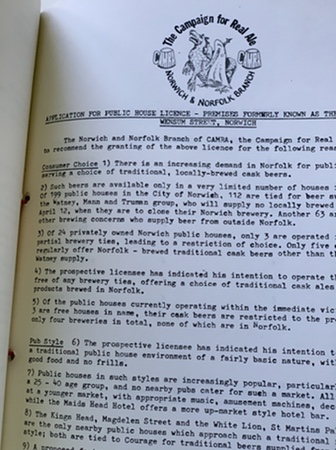 The Campaign for Real Ale
NORWICH & NORFOLK BRANCH
APPLICATION FOR PUBLIC HOUSE LICENCE - PREMISES FORMERLY KNOWN AS THE
WENSUM STREET, NORWICH
The Norwich and Norfolk Branch of CAMRA, the Campaign for Real
to recommend the granting of the above licence for the following reas
Consumer Choice 1) There is an increasing demand in Norfolk for publi
serving a choice of traditional, locally-brewed cask beers.
2) Such beers are available only in a very limited number of houses
Of 199 public houses in the City of Norwich, 112 are tied for beer su
the Watney, Mann and Truman group, who will supply no locally brewed
April 12, when they are to close their Norwich brewery. Another 63 a
other brewing concerns who supply beer from outside Norfolk.
3) Of 24 privately owned Norwich public houses, only 3 are operated
partial brewery ties, leading to a restriction of choice. Only five
regularly offer Norfolk - brewed traditional cask beers other than th
Watney supply.
4) The prospective licensee has indicated his intention to operate th
free of any brewery ties, offering a choice of traditional cask ales
products brewed in Norfolk.
5) Of the public houses currently operating within the immediate vic
3 are free houses in name, their cask beers are restricted to the pro
only four breweries in total, none of which are in Norfolk.
Pub Style 6) The prospective licensee has indicated his intention t
a traditional public house environment of a fairly basic nature, wit
good food and no frills.
7) Public houses in such styles are increasingly popular, particular
a 25 - 40 age group, and no nearby pubs cater for such a market. All
at a younger market, with appropriate music, amusement machines, de
while the Maids Head Hotel offers a more up-market style hotel bar.
8) The Kings Head, Magdelen Street and the White Lion, St Martins Pa
are the only nearby public houses which approach such a traditional
style; both are tied to Courage for traditional beers supplied from
9) A proposed